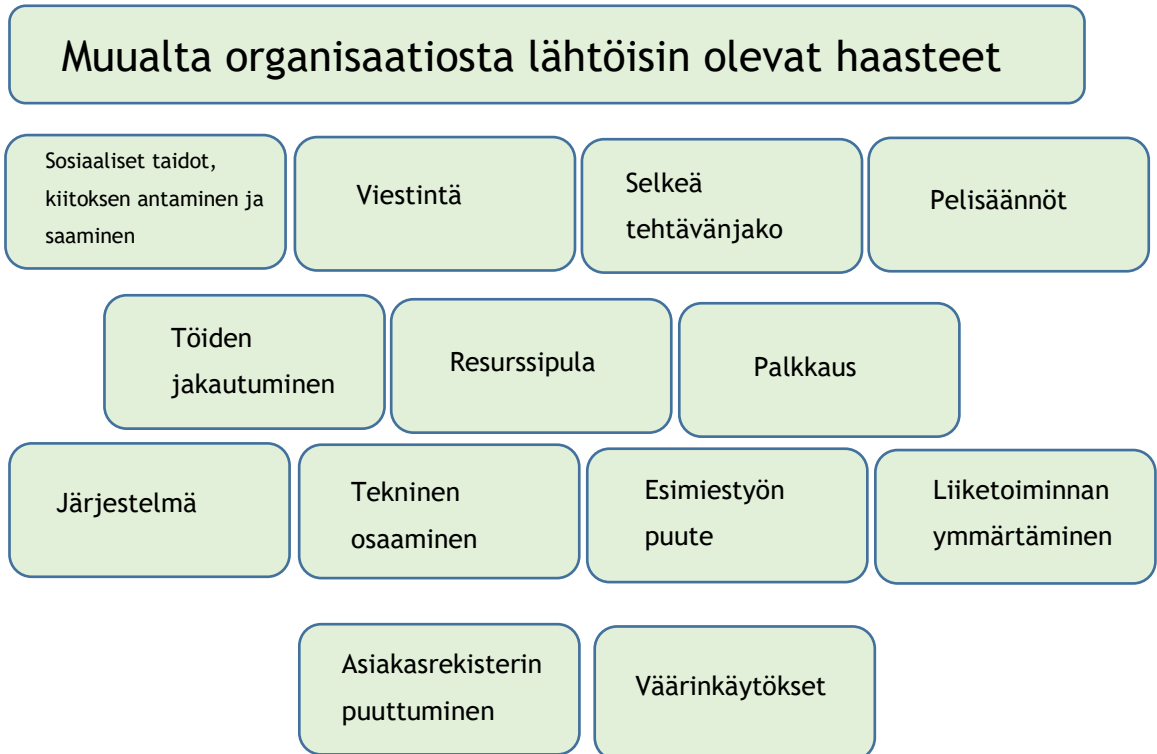 Muualta organisaatiosta lähtöisin olevat haasteet
Sosiaaliset taidot,
kiitoksen antaminen ja
saaminen
Viestintä
Selkeä
tehtävänjako
Pelisäännöt
Töiden
jakautuminen
Resurssipula
Palkkaus
Järjestelmä
Tekninen
osaaminen
Esimiestyön
puute
Liiketoiminnan
ymmärtäminen
Asiakasrekisterin
puuttuminen
Väärinkäytökset